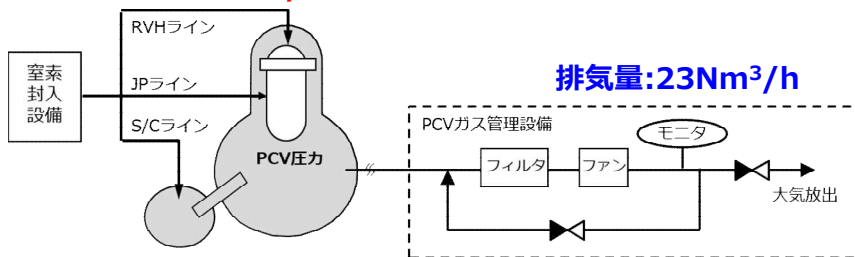 RVHライン
窒素
封入
設備
JPライン
S/Cライン
PCV圧力
排気量:23Nm³/h
PCVガス管理設備
モニタ
フィルタ
ファン
大気放出